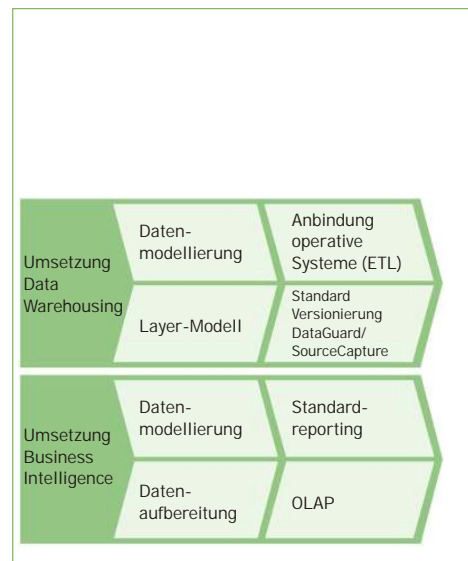 Umsetzung
Data
Warehousing
Daten-
modellierung
Anbindung
operative
Systeme (ETL)
Layer-Modell
Standard
Versionierung
DataGuard/
SourceCapture
Umsetzung
Business
Intelligence
Daten-
modellierung
Standard-
reporting
Daten-
aufbereitung
OLAP